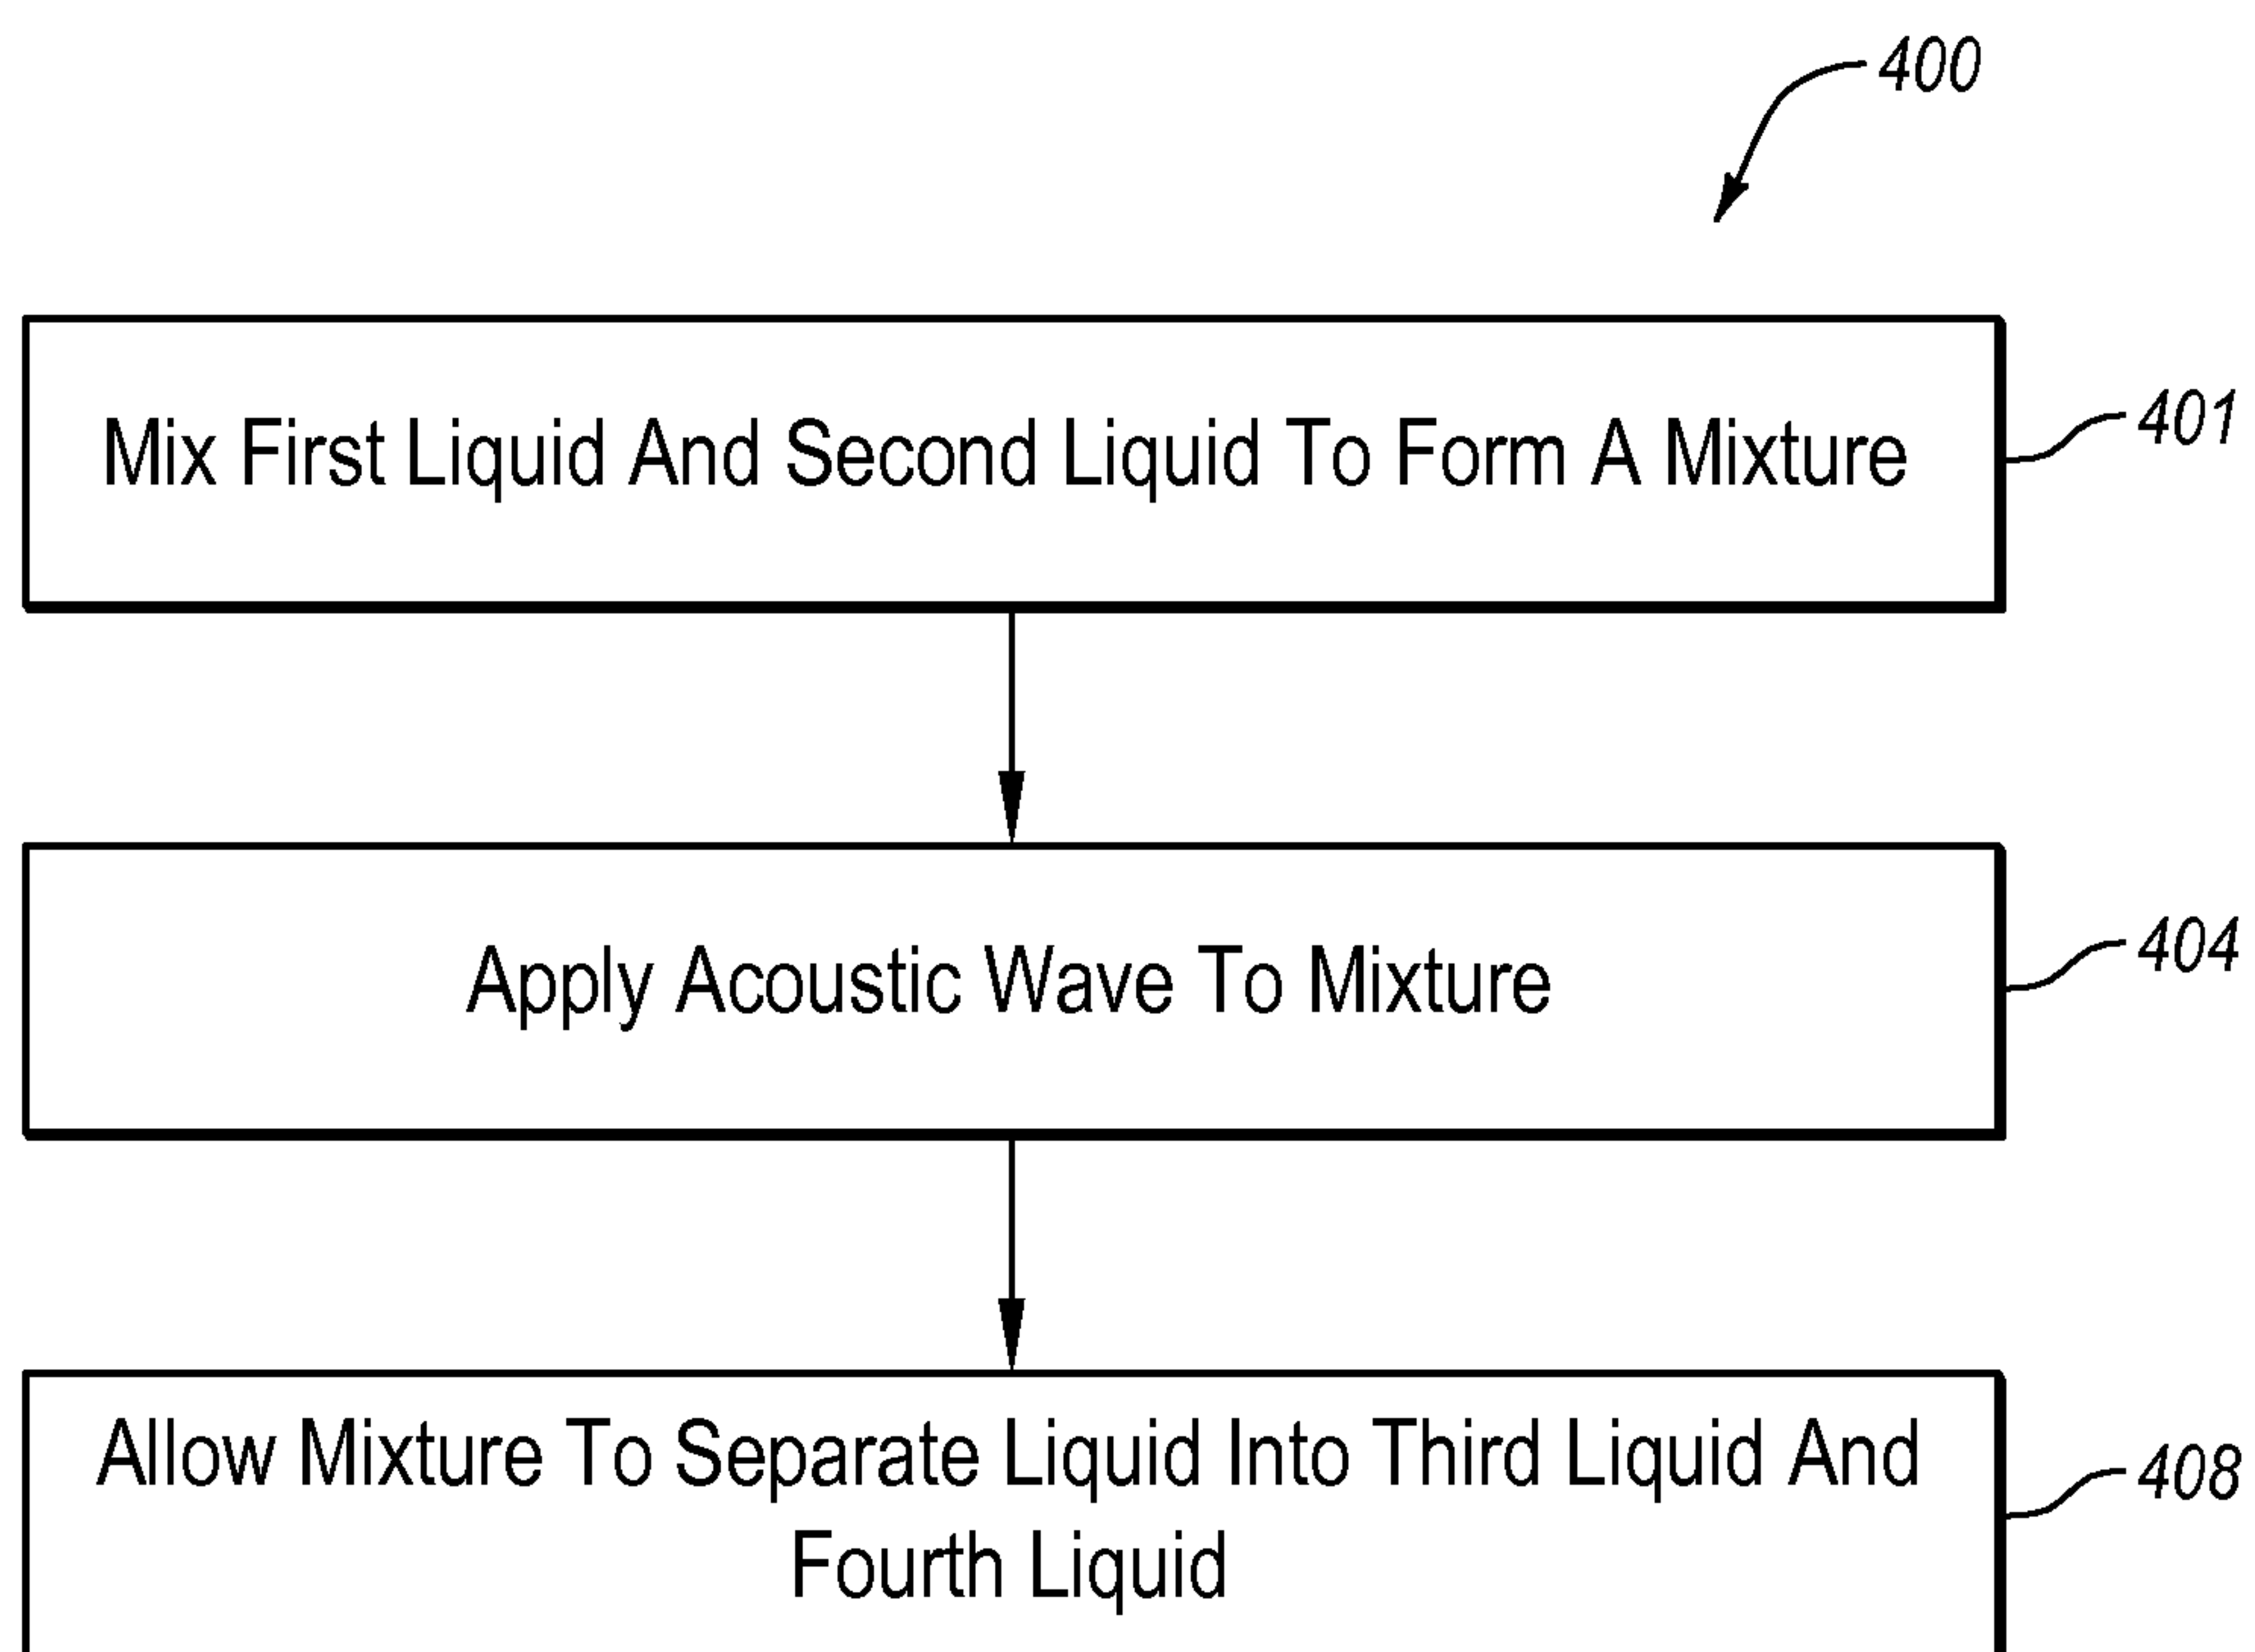 400
Mix First Liquid And Second Liquid To Form A Mixture
401
Apply Acoustic Wave To Mixture
404
Allow Mixture To Separate Liquid Into Third Liquid And
Fourth Liquid
408